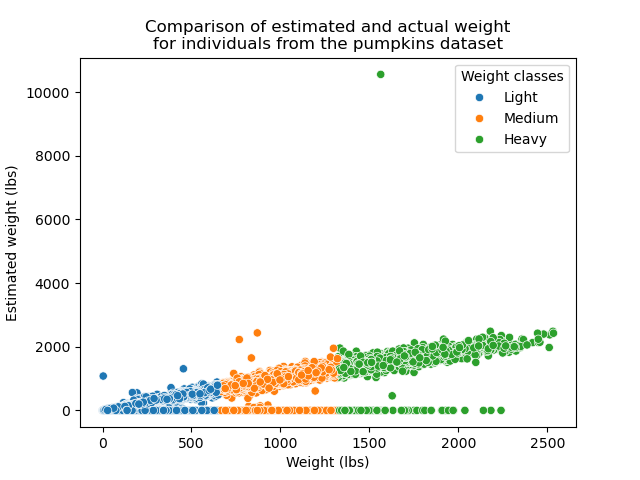 Comparison of estimated and actual weight
for individuals from the pumpkins dataset
Weight classes
Light
Medium
Heavy
10000
8000
6000
4000
2000
0
Estimated weight (lbs)
0
500
1000
1500
2000
2500
Weight (lbs)